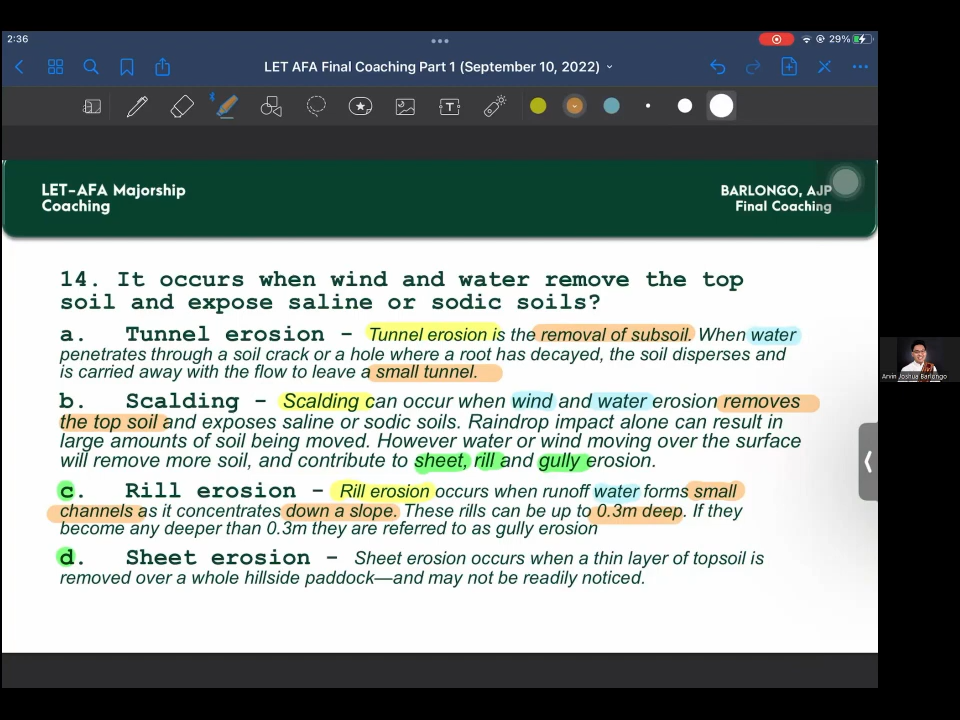 2:36
29%
LET AFA Final Coaching Part 1 (September 10, 2022)
T
LET-AFA Majorship
Coaching
BARLONGO, AJP
Final Coaching
14. It occurs when wind and water remove the top
soil and expose saline or sodic soils?
a. Tunnel erosion - Tunnel erosion is the removal of subsoil. When water
penetrates through a soil crack or a hole where a root has decayed, the soil disperses and
is carried away with the flow to leave a small tunnel.
b. Scalding - Scalding can occur when wind and water erosion removes
the top soil and exposes saline or sodic soils. Raindrop impact alone can result in
large amounts of soil being moved. However water or wind moving over the surface
will remove more soil, and contribute to sheet, rill and gully erosion.
c. Rill erosion - Rill erosion occurs when runoff water forms small
channels as it concentrates down a slope. These rills can be up to 0.3m deep. If they
become any deeper than 0.3m they are referred to as gully erosion
d. Sheet erosion - Sheet erosion occurs when a thin layer of topsoil is
removed over a whole hillside paddock—and may not be readily noticed.
Arvin Joshua Barlongo